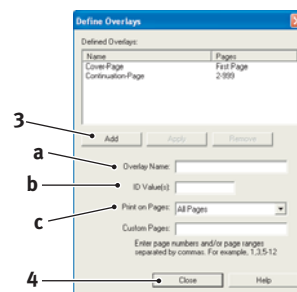 Define Overlays
Defined Overlays:
Name Pages
Cover-Page First Page
Continuation-Page 2-999
3
Add Apply Remove
a Overlay Name:
b ID Value(s):
c Print on Pages: All Pages
Custom Pages:
Enter page numbers and/or page ranges
separated by commas. For example, 1,3,5-12
4 Close Help